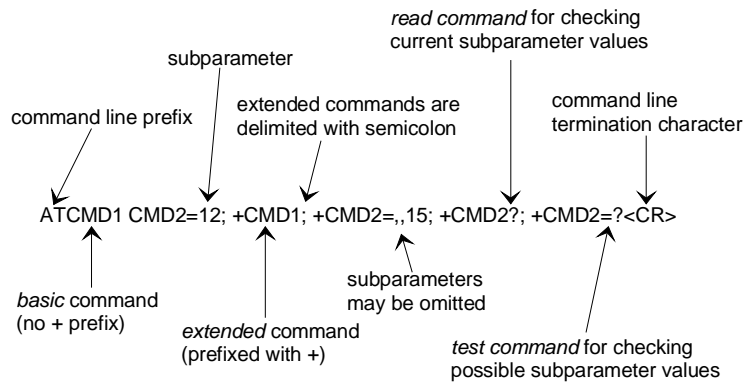 read command for checking
current subparameter values
subparameter
extended commands are
delimited with semicolon
command line
termination character
command line prefix
ATCMD1 CMD2=12; +CMD1; +CMD2=,,15; +CMD2?; +CMD2=?<CR>
basic command
(no + prefix)
extended command
(prefixed with +)
subparameters
may be omitted
test command for checking
possible subparameter values